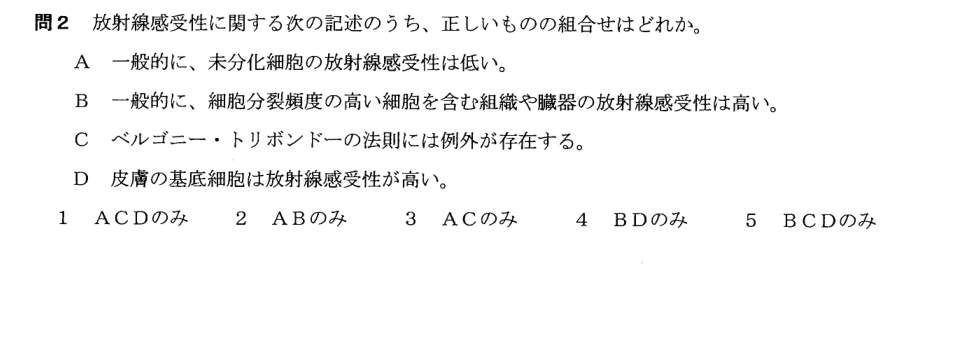 問2 放射線感受性に関する次の記述のうち、正しいものの組合せはどれか。
A 一般的に、未分化細胞の放射線感受性は低い。
B 一般的に、細胞分裂頻度の高い細胞を含む組織や臓器の放射線感受性は高い。
C ベルゴニー・トリボンドーの法則には例外が存在する。
D 皮膚の基底細胞は放射線感受性が高い。
1 ACDのみ 2 ABのみ 3 ACのみ 4 BDのみ 5 BCDのみ